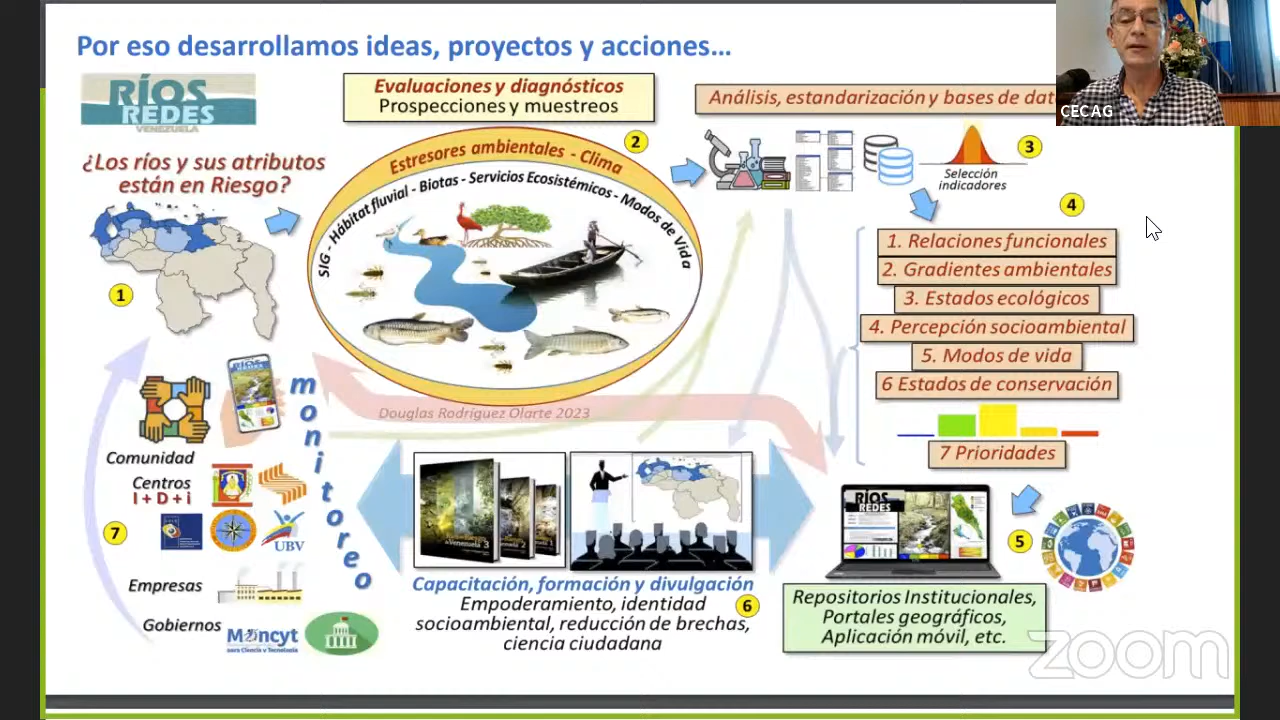 Por eso desarrollamos ideas, proyectos y acciones...
RÍOS
REDES
VENEZUELA
¿Los ríos y sus atributos
están en Riesgo?
1
Evaluaciones y diagnósticos
Prospecciones y muestreos
2
Estresores ambientales - Clima
SIG - Hábitat fluvial - Biotas - Servicios Ecosistémicos - Modos de Vida
Douglas Rodríguez Olarte 2023
Análisis, estandarización y bases de dat
CECAG
3
Selección
indicadores
4
1. Relaciones funcionales
2. Gradientes ambientales
3. Estados ecológicos
4. Percepción socioambiental
5. Modos de vida
6 Estados de conservación
7 Prioridades
RÍOS
REDES
5
Repositorios Institucionales,
Portales geográficos,
Aplicación móvil, etc.
Capacitación, formación y divulgación
6
Empoderamiento, identidad
socioambiental, reducción de brechas,
ciencia ciudadana
monitoreo
Comunidad
Centros
I + D + i
7
UBV
Empresas
Gobiernos
Mincyt
para Ciencia y Tecnología
zoom